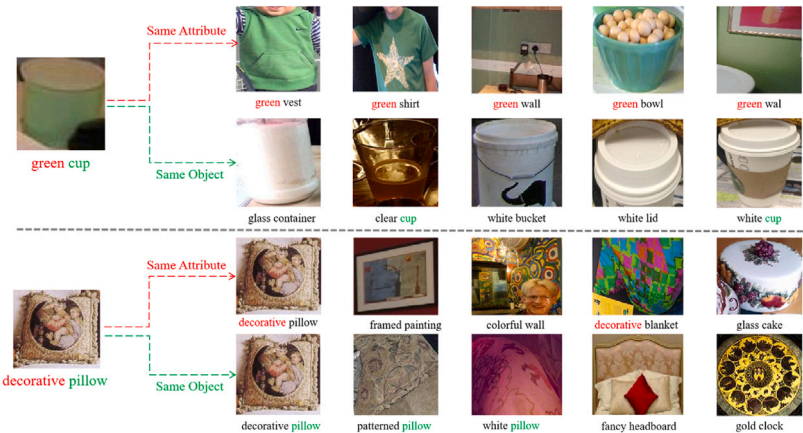 Same Attribute
green vest
green shirt
green wall
green bowl
green wal
green cup
Same Object
glass container
clear cup
white bucket
white lid
white cup
Same Attribute
decorative pillow
framed painting
colorful wall
decorative blanket
glass cake
decorative pillow
Same Object
decorative pillow
patterned pillow
white pillow
fancy headboard
gold clock